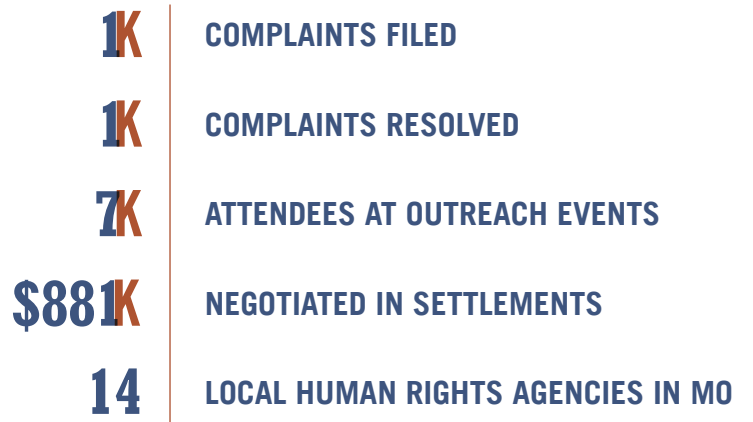 1K COMPLAINTS FILED
1K COMPLAINTS RESOLVED
7K ATTENDEES AT OUTREACH EVENTS
$881K NEGOTIATED IN SETTLEMENTS
14 LOCAL HUMAN RIGHTS AGENCIES IN MO